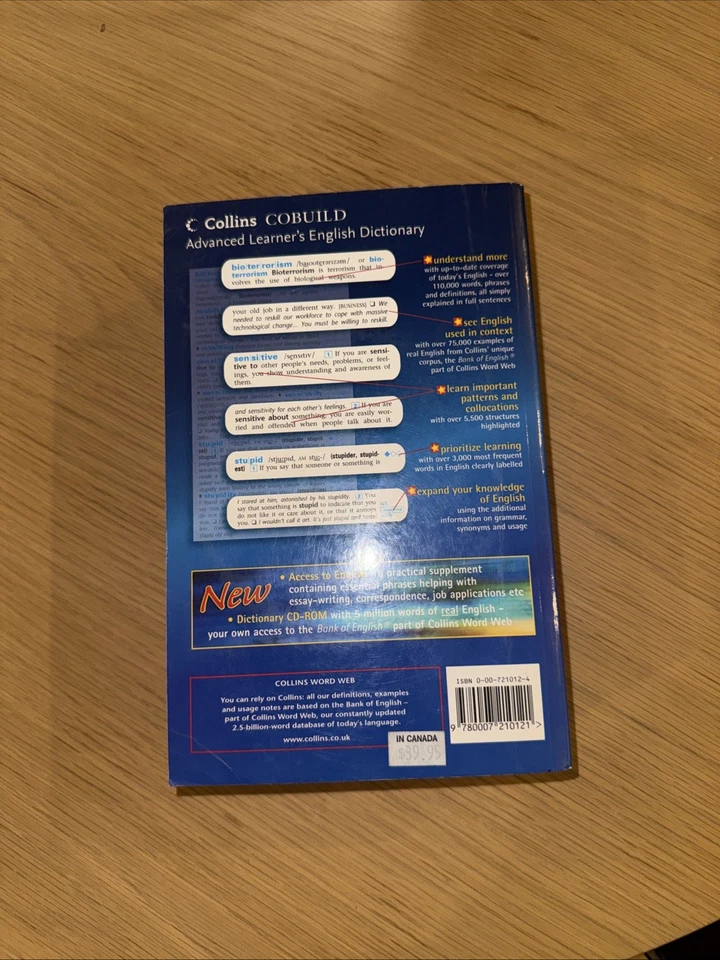 Collins COBUILD
Advanced Learner's English Dictionary
bio|ter|ror|ism /baɪoʊterərɪzəm/ or bio-
terrorism Bioterrorism is terrorism that in-
volves the use of biological weapons.
understand more
with up-to-date coverage
of today's English - over
110,000 words, phrases
and definitions, all simply
explained in full sentences
your old job in a different way. [BUSINESS] ❑ We
needed to reskill our workforce to cope with massive
technological change... You must be willing to reskill.
see English
used in context
with over 75,000 examples of
real English from Collins' unique
corpus, the Bank of English®
part of Collins Word Web
sen|si|tive /sensɪtɪv/ 1 If you are sensi-
tive to other people's needs, problems, or feel-
ings, you show understanding and awareness of
them.
learn important
patterns and
collocations
with over 5,500 structures
highlighted
and sensitivity for each other's feelings. 2 If you are
sensitive about something, you are easily wor-
ried and offended when people talk about it.
prioritize learning
with over 3,000 most frequent
words in English clearly labelled
stu|pid /stjuːpɪd, AM stuː-/ (stupider, stupid-
est) 1 If you say that someone or something is
expand your knowledge
of English
using the additional
information on grammar,
synonyms and usage
I stared at him, astonished by his stupidity. 2 You
say that something is stupid to indicate that you
do not like it or care about it, or that it annoys
you. ❑ I wouldn't call it art. It's just stupid and
New
• Access to English: practical supplement
containing essential phrases helping with
essay-writing, correspondence, job applications etc
• Dictionary CD-ROM with 5 million words of real English –
your own access to the Bank of English® part of Collins Word Web
COLLINS WORD WEB
You can rely on Collins: all our definitions, examples
and usage notes are based on the Bank of English –
part of Collins Word Web, our constantly updated
2.5-billion-word database of today's language.
www.collins.co.uk
ISBN 0-00-721012-4
9 780007 210121 >
IN CANADA
$39.95